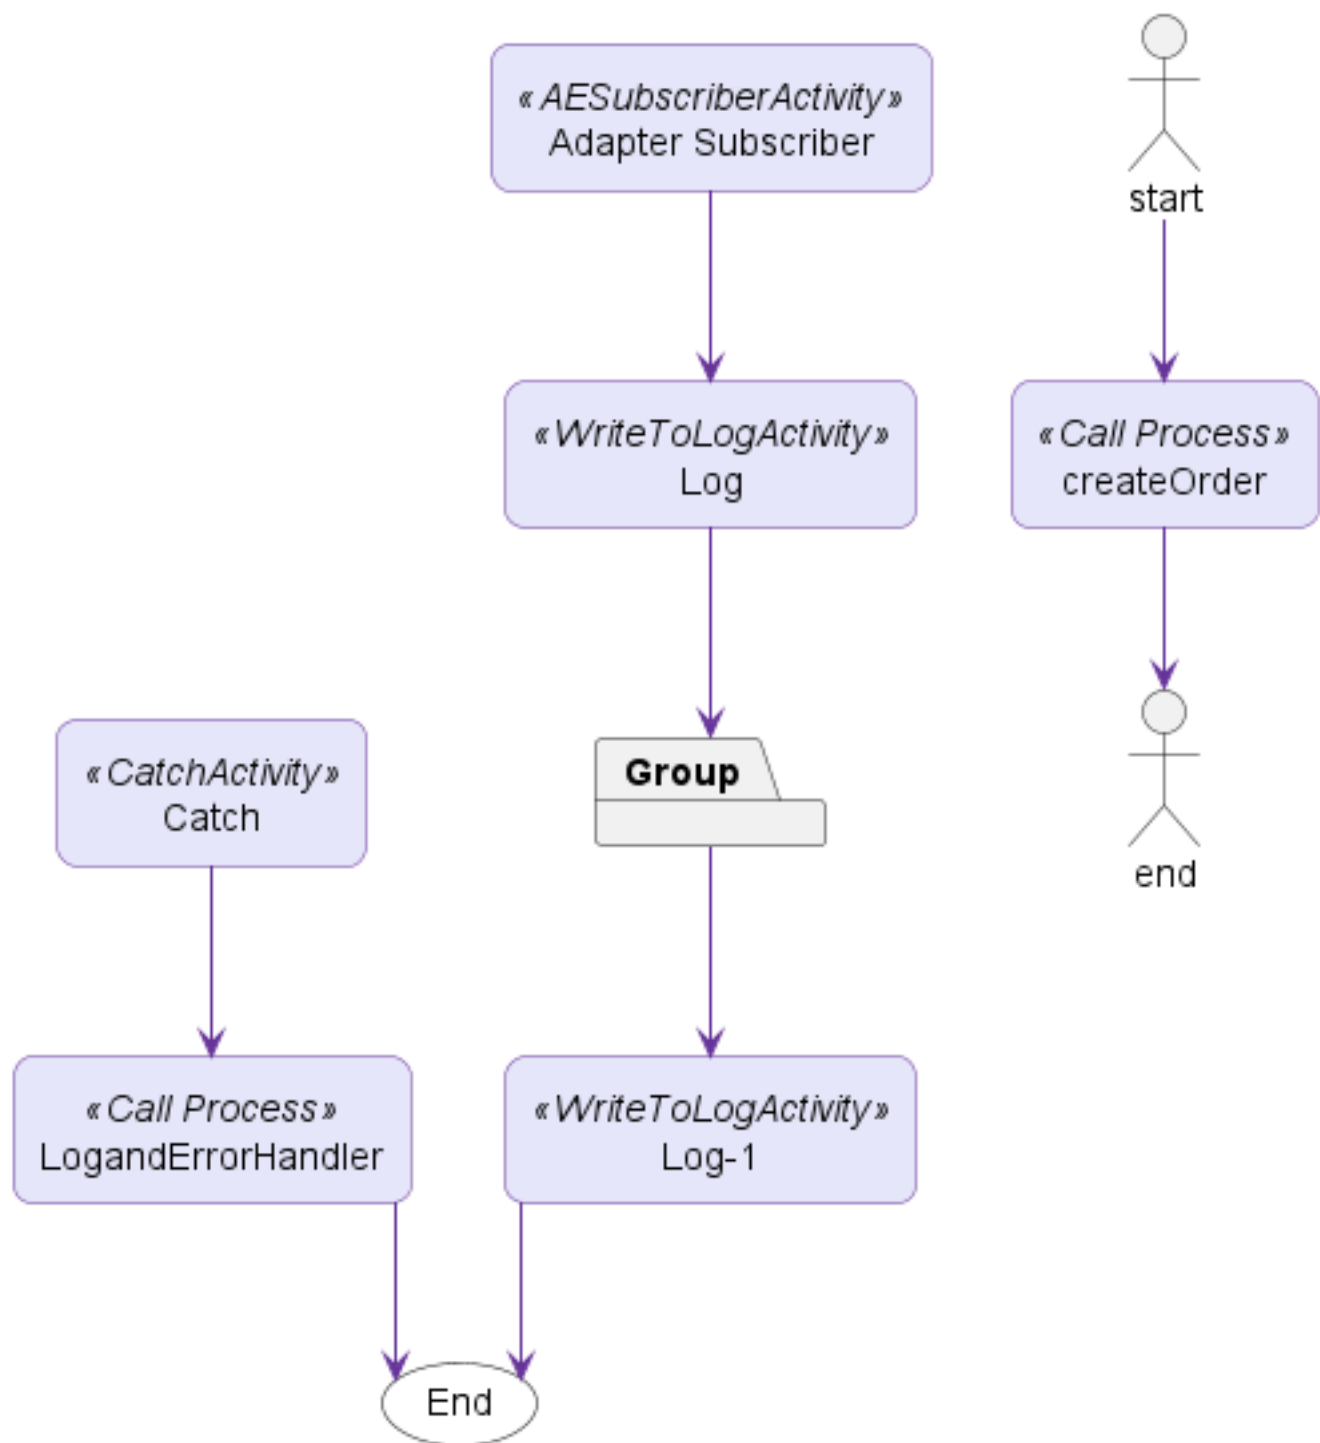 «AESubscriberActivity»
Adapter Subscriber
start
«WriteToLogActivity»
Log
«Call Process»
createOrder
«CatchActivity»
Catch
Group
end
«Call Process»
LogandErrorHandler
«WriteToLogActivity»
Log-1
End